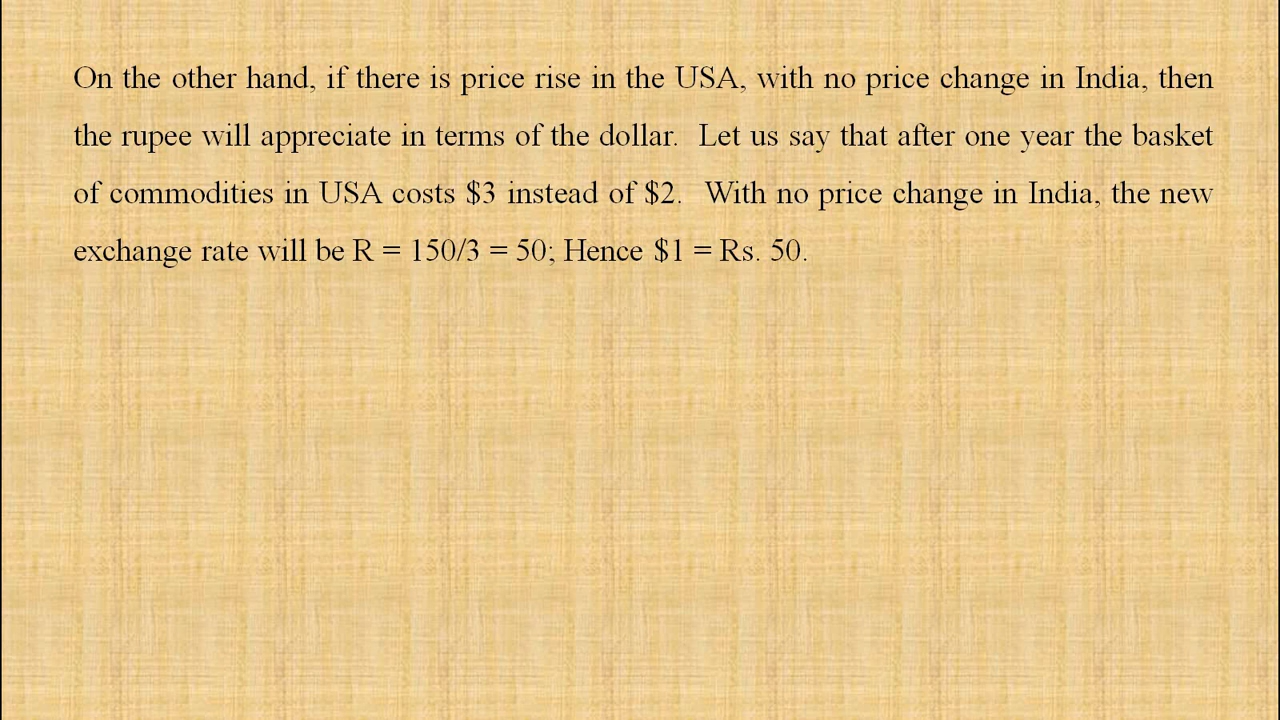 On the other hand, if there is price rise in the USA, with no price change in India, then
the rupee will appreciate in terms of the dollar.  Let us say that after one year the basket
of commodities in USA costs $3 instead of $2.  With no price change in India, the new
exchange rate will be R = 150/3 = 50; Hence $1 = Rs. 50.